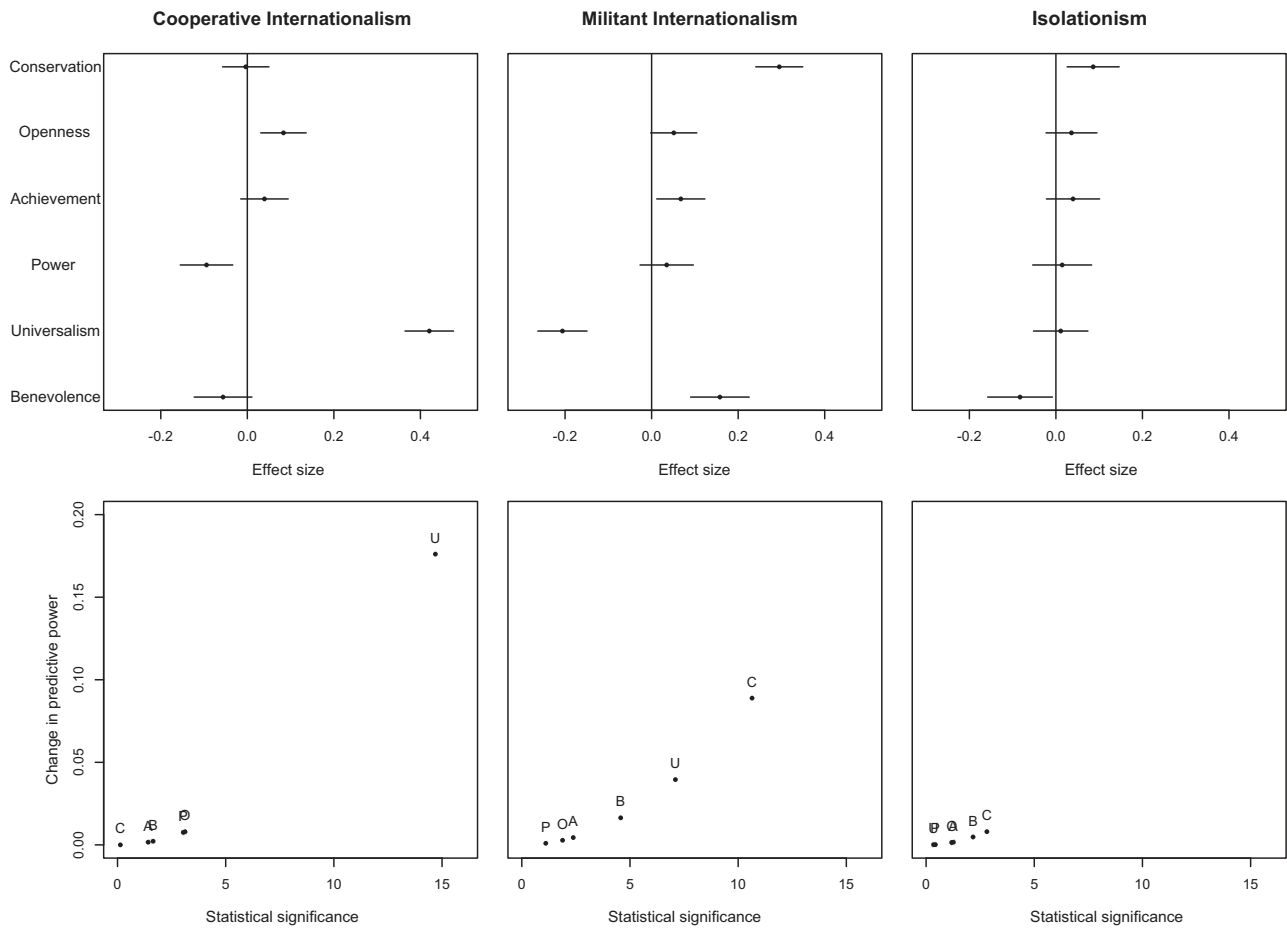 Cooperative Internationalism
Militant Internationalism
Isolationism
Conservation
Openness
Achievement
Power
Universalism
Benevolence
-0.2 0.0 0.2 0.4
-0.2 0.0 0.2 0.4
-0.2 0.0 0.2 0.4
Effect size
Effect size
Effect size
Change in predictive power
0.20
0.15
0.10
0.05
0.00
U
C
A
B
P
O
C
U
B
P
O
A
U
P
O
A
B
C
0 5 10 15
0 5 10 15
0 5 10 15
Statistical significance
Statistical significance
Statistical significance